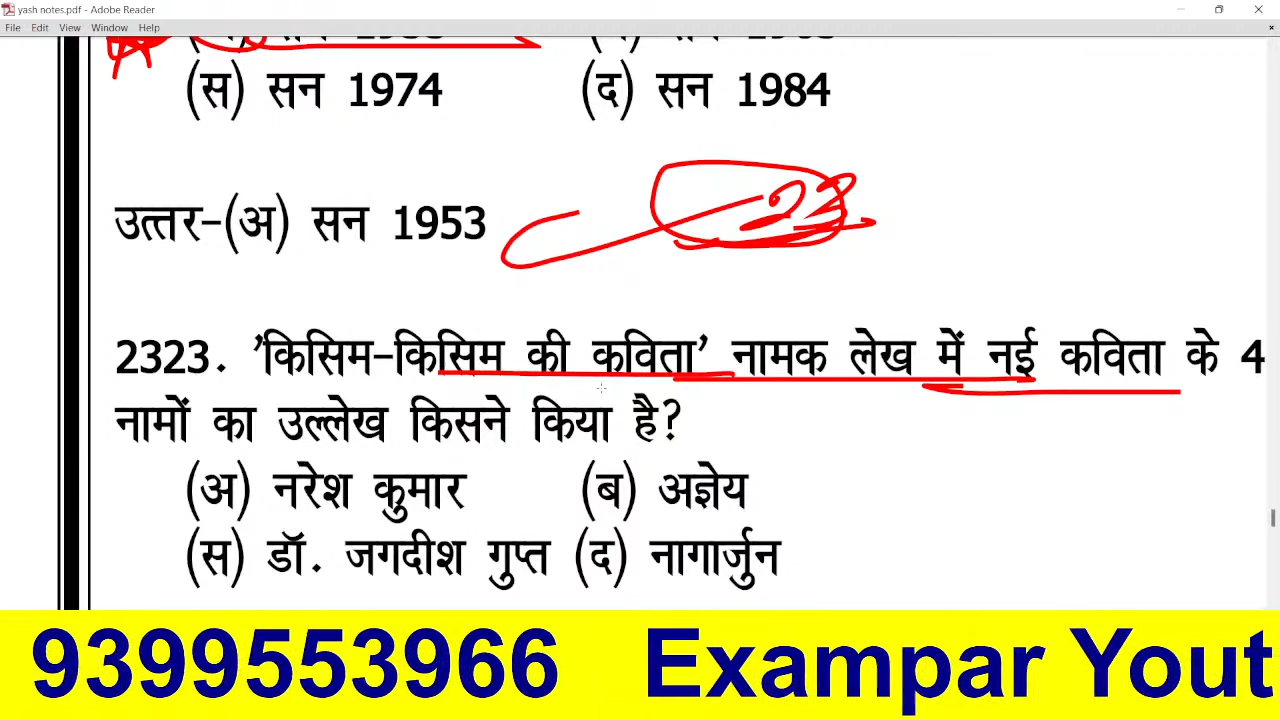 yash notes.pdf - Adobe Reader
File Edit View Window Help
(स) सन 1974 (द) सन 1984
उत्तर-(अ) सन 1953
22
2323. 'किसिम-किसिम की कविता' नामक लेख में नई कविता के 4
नामों का उल्लेख किसने किया है?
(अ) नरेश कुमार (ब) अज्ञेय
(स) डॉ. जगदीश गुप्त (द) नागार्जुन
9399553966 Exampar Yout